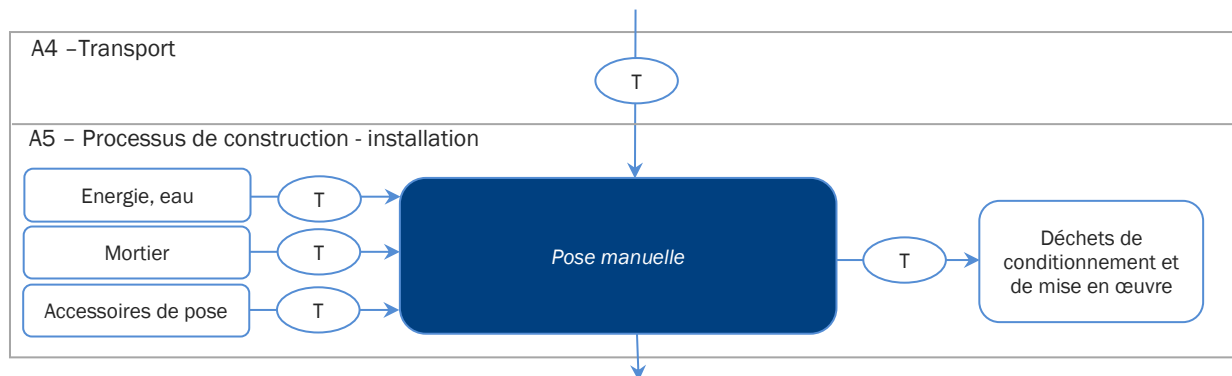 A4 –Transport
T
A5 – Processus de construction - installation
Energie, eau
T
Mortier
T
Accessoires de pose
T
Pose manuelle
T
Déchets de
conditionnement et
de mise en œuvre